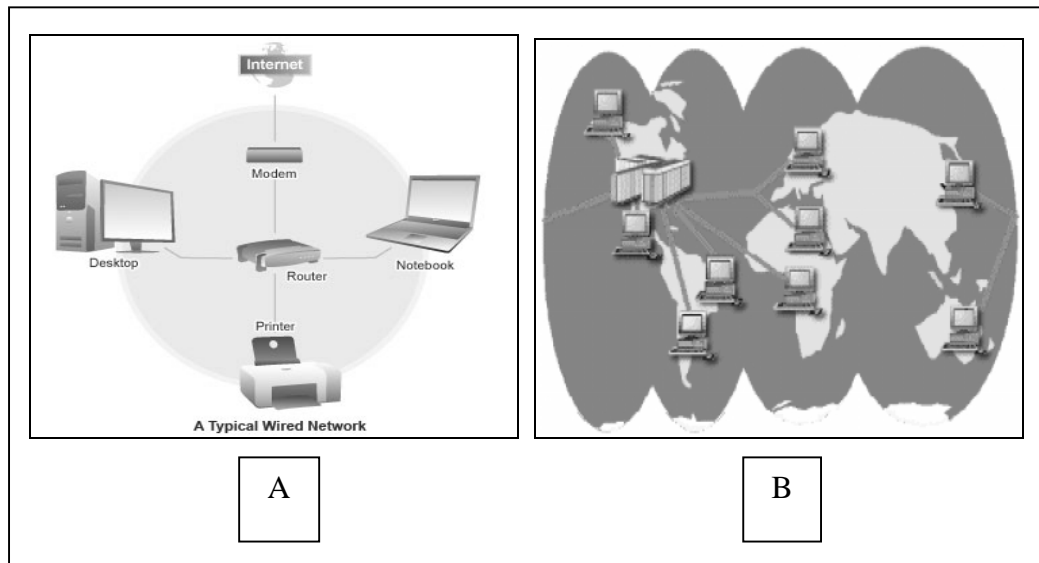 Internet
Modem
Desktop
Router
Notebook
Printer
A Typical Wired Network
A
B